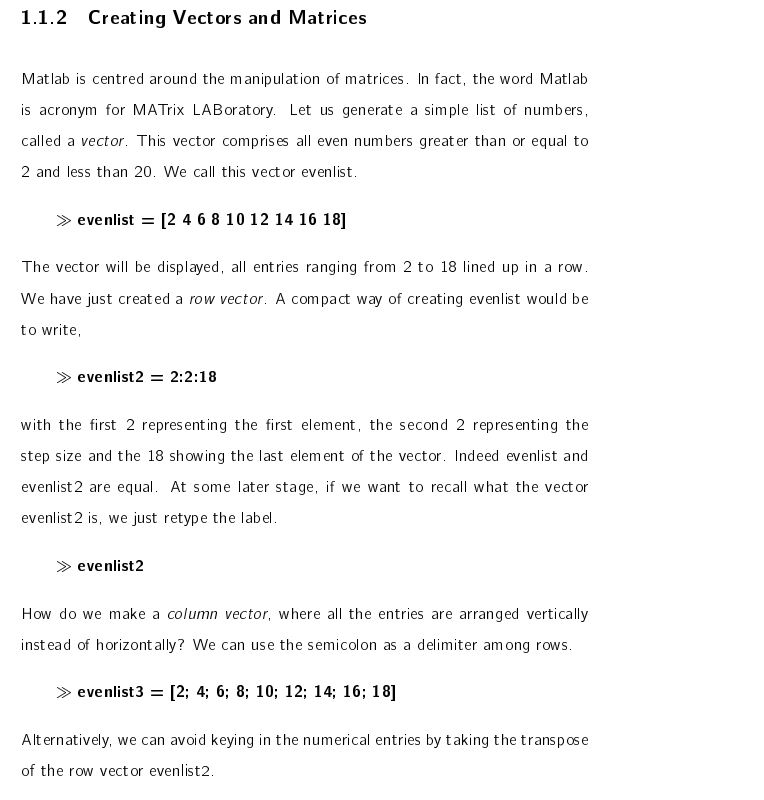 1.1.2 Creating Vectors and Matrices
Matlab is centred around the manipulation of matrices. In fact, the word Matlab
is acronym for MATrix LABoratory. Let us generate a simple list of numbers,
called a vector. This vector comprises all even numbers greater than or equal to
2 and less than 20. We call this vector evenlist.
≫ evenlist = [2 4 6 8 10 12 14 16 18]
The vector will be displayed, all entries ranging from 2 to 18 lined up in a row.
We have just created a row vector. A compact way of creating evenlist would be
to write,
≫ evenlist2 = 2:2:18
with the first 2 representing the first element, the second 2 representing the
step size and the 18 showing the last element of the vector. Indeed evenlist and
evenlist2 are equal. At some later stage, if we want to recall what the vector
evenlist2 is, we just retype the label.
≫ evenlist2
How do we make a column vector, where all the entries are arranged vertically
instead of horizontally? We can use the semicolon as a delimiter among rows.
≫ evenlist3 = [2; 4; 6; 8; 10; 12; 14; 16; 18]
Alternatively, we can avoid keying in the numerical entries by taking the transpose
of the row vector evenlist2.